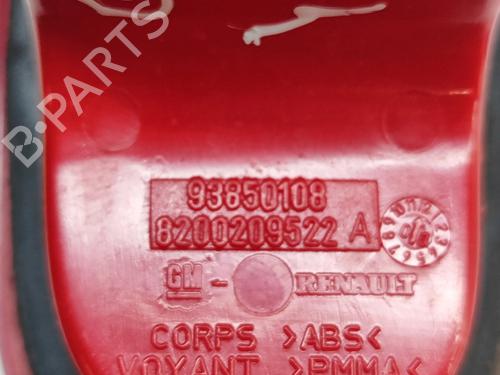 B-PARTS
93850108
8200209522 A
GM - RENAULT
CORPS >ABS<
VOYANT >PMMA<